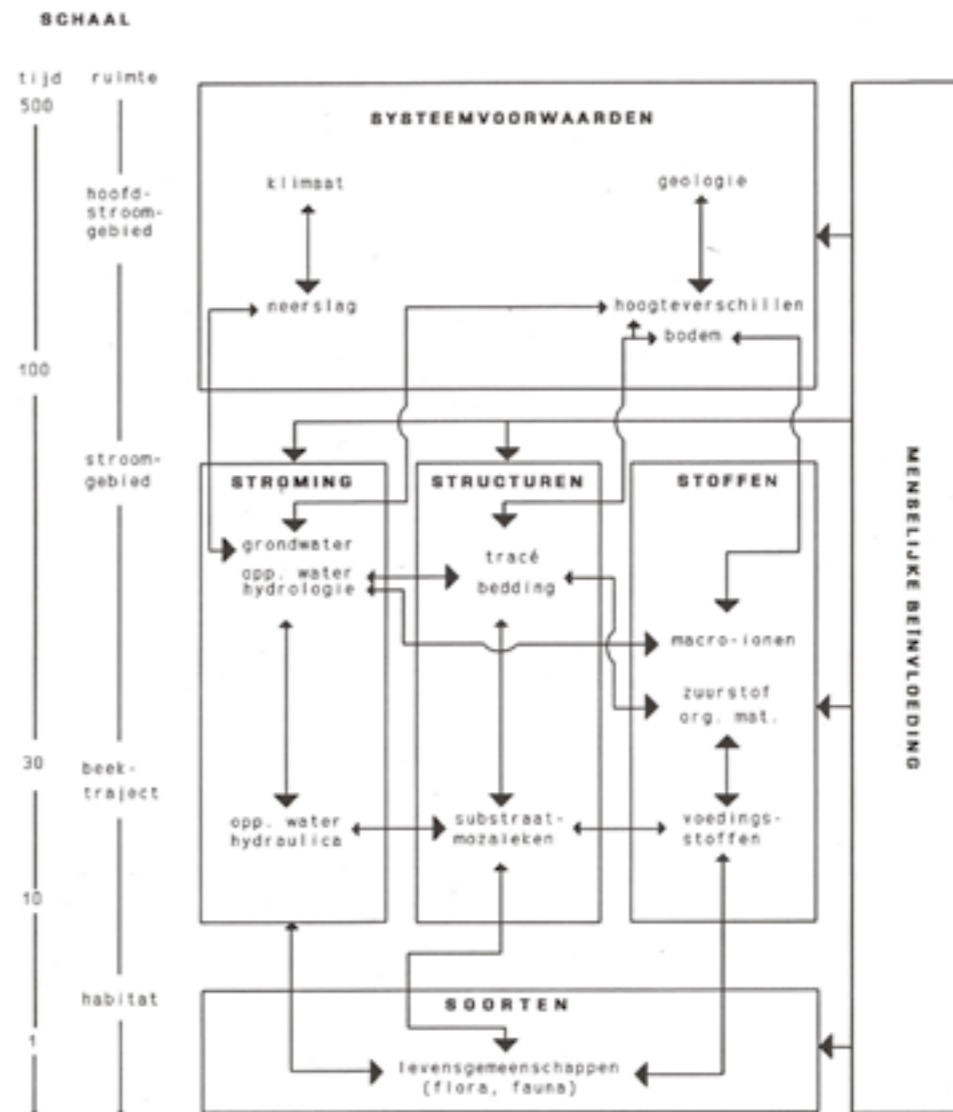 SCHAAL
tijd ruimte
500
SYSTEEMVOORWAARDEN
klimaat geologie
hoofd-
stroom-
gebied
neerslag hoogteverschillen
bodem
100
stroom-
gebied
STROMING STRUCTUREN STOFFEN
grondwater
opp. water
hydrologie
tracé
bedding
macro-ionen
zuurstof
org. mat.
30
beek-
traject
opp. water
hydraulica
substraat-
mozaïeken
voedings-
stoffen
10
habitat
SOORTEN
1
levensgemeenschappen
(flora, fauna)
MENSELIJKE BEÏNVLOEDING